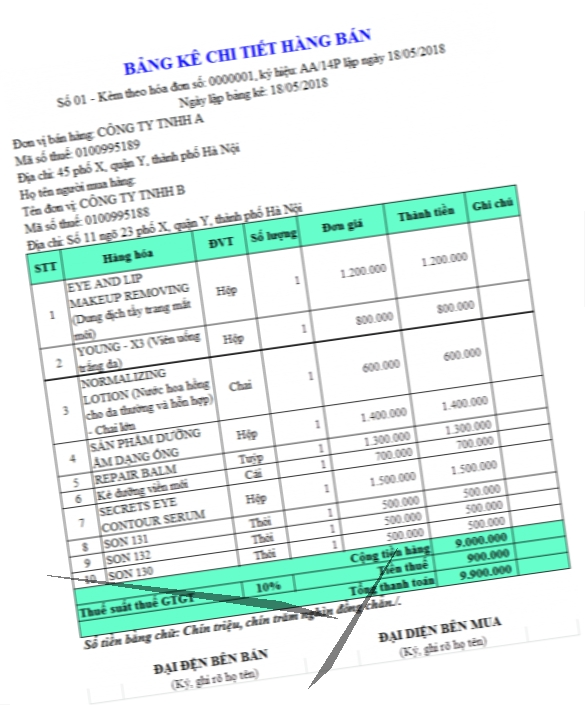 BẢNG KÊ CHI TIẾT HÀNG BÁN
Số 01 - Kèm theo hóa đơn số: 0000001, ký hiệu: AA/14P lập ngày 18/05/2018
Ngày lập bảng kê: 18/05/2018
Đơn vị bán hàng: CÔNG TY TNHH A
Mã số thuế: 0100995189
Địa chỉ: 45 phố X, quận Y, thành phố Hà Nội
Họ tên người mua hàng:
Tên đơn vị: CÔNG TY TNHH B
Mã số thuế: 0100995188
Địa chỉ: Số 11 ngõ 23 phố X, quận Y, thành phố Hà Nội
STT Hàng hóa ĐVT Số lượng Đơn giá Thành tiền Ghi chú
1 EYE AND LIP MAKEUP REMOVING (Dung dịch tẩy trang mắt môi) Hộp 1 1.200.000 1.200.000
2 YOUNG - X3 (Viên uống trắng da) Hộp 1 800.000 800.000
3 NORMALIZING LOTION (Nước hoa hồng cho da thường và hỗn hợp) - Chai lớn Chai 1 600.000 600.000
4 SẢN PHẨM DƯỠNG ẨM DẠNG ỐNG Hộp 1 1.400.000 1.400.000
5 REPAIR BALM Tuýp 1 1.300.000 1.300.000
6 Kẻ đường viền môi Cái 1 700.000 700.000
7 SECRETS EYE CONTOUR SERUM Hộp 1 1.500.000 1.500.000
8 SON 131 Thỏi 1 500.000 500.000
9 SON 132 Thỏi 1 500.000 500.000
10 SON 130 Thỏi 1 500.000 500.000
Cộng tiền hàng 9.000.000
Thuế suất thuế GTGT 10% Tiền thuế 900.000
Tổng thanh toán 9.900.000
Số tiền bằng chữ: Chín triệu, chín trăm nghìn đồng chẵn./.
ĐẠI ĐỆN BÊN BÁN ĐẠI DIỆN BÊN MUA
(Ký, ghi rõ họ tên) (Ký, ghi rõ họ tên)